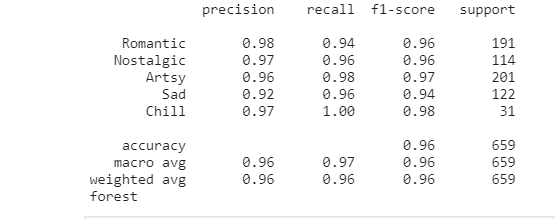 precision recall f1-score support
Romantic 0.98 0.94 0.96 191
Nostalgic 0.97 0.96 0.96 114
Artsy 0.96 0.98 0.97 201
Sad 0.92 0.96 0.94 122
Chill 0.97 1.00 0.98 31
accuracy 0.96 659
macro avg 0.96 0.97 0.96 659
weighted avg 0.96 0.96 0.96 659
forest